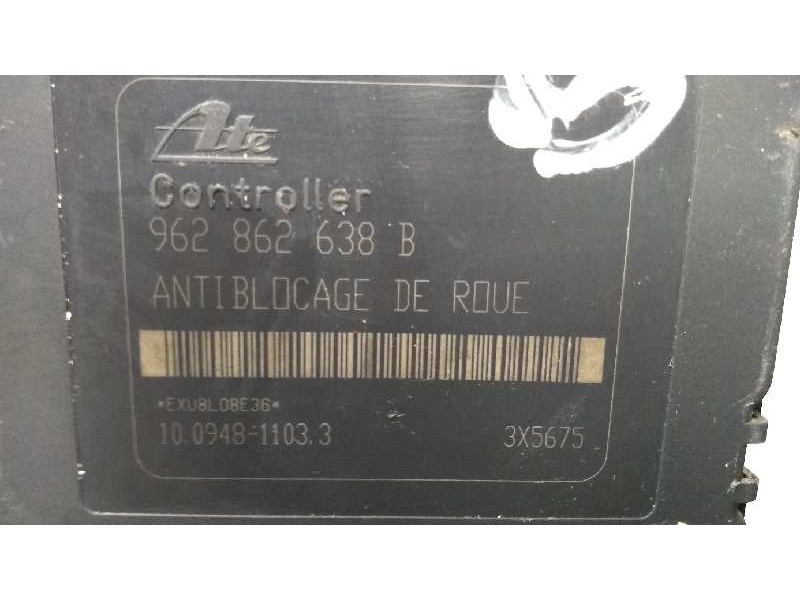 Ate
Controller
962 862 638 B
ANTIBLOCAGE DE ROUE
*EXU8L08E36*
10.0948-1103.3
3X5675